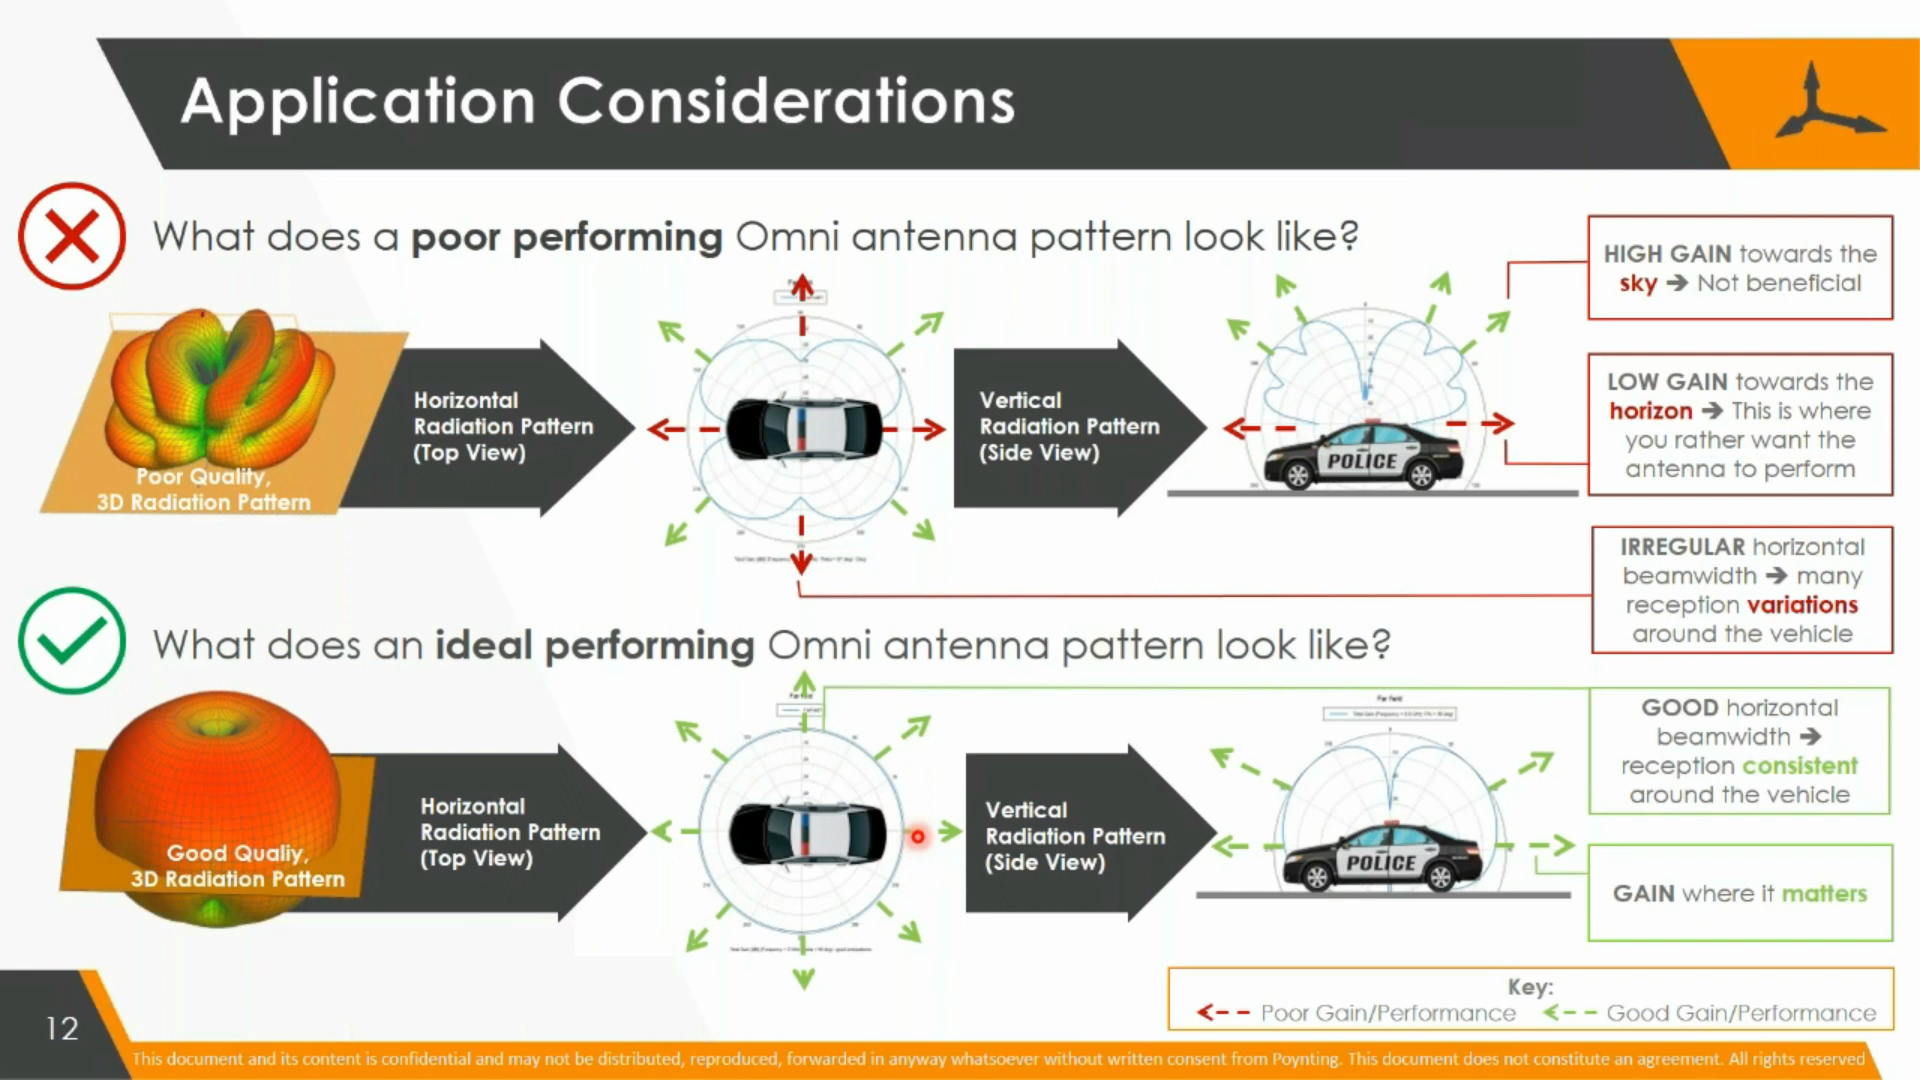 Application Considerations
What does a poor performing Omni antenna pattern look like?
HIGH GAIN towards the
sky → Not beneficial
Poor Quality,
3D Radiation Pattern
Horizontal
Radiation Pattern
(Top View)
Vertical
Radiation Pattern
(Side View)
POLICE
LOW GAIN towards the
horizon → This is where
you rather want the
antenna to perform
IRREGULAR horizontal
beamwidth → many
reception variations
around the vehicle
What does an ideal performing Omni antenna pattern look like?
Good Qualiy,
3D Radiation Pattern
Horizontal
Radiation Pattern
(Top View)
Vertical
Radiation Pattern
(Side View)
Far field
POLICE
GOOD horizontal
beamwidth →
reception consistent
around the vehicle
GAIN where it matters
Key:
Poor Gain/Performance Good Gain/Performance
12
This document and its content is confidential and may not be distributed, reproduced, forwarded in anyway whatsoever without written consent from Poynting. This document does not constitute an agreement. All rights reserved